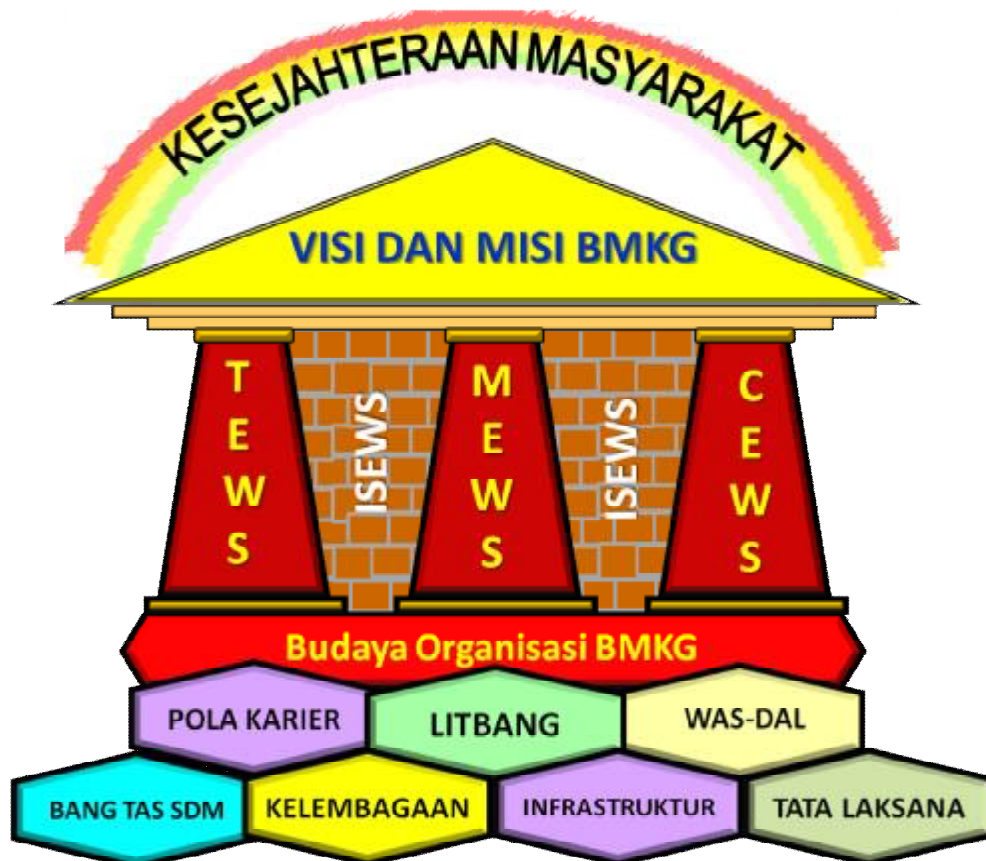 KESEJAHTERAAN MASYARAKAT
VISI DAN MISI BMKG
TEWS
ISEWS
MEWS
ISEWS
CEWS
Budaya Organisasi BMKG
POLA KARIER
LITBANG
WAS-DAL
BANG TAS SDM
KELEMBAGAAN
INFRASTRUKTUR
TATA LAKSANA